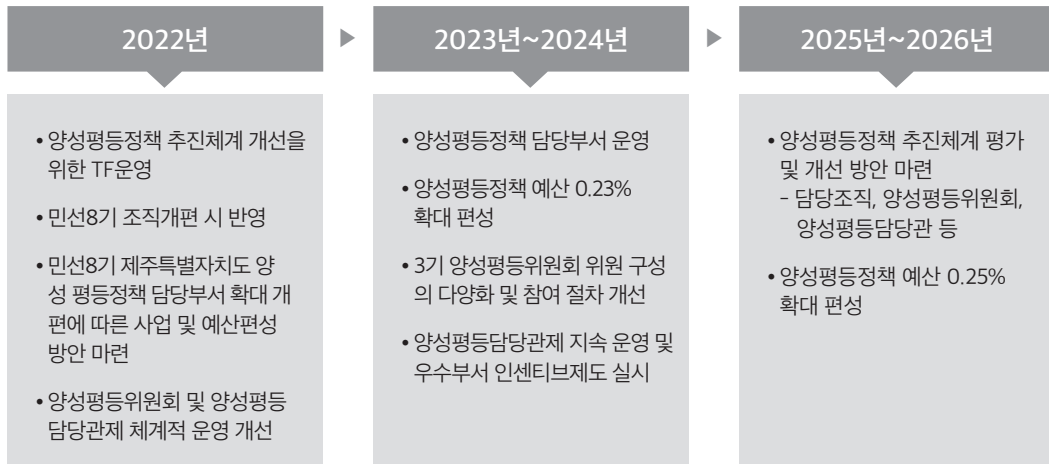 2022년
▶
2023년~2024년
▶
2025년~2026년
• 양성평등정책 추진체계 개선을
위한 TF운영
• 민선8기 조직개편 시 반영
• 민선8기 제주특별자치도 양
성 평등정책 담당부서 확대 개
편에 따른 사업 및 예산편성
방안 마련
• 양성평등위원회 및 양성평등
담당관제 체계적 운영 개선
• 양성평등정책 담당부서 운영
• 양성평등정책 예산 0.23%
확대 편성
• 3기 양성평등위원회 위원 구성
의 다양화 및 참여 절차 개선
• 양성평등담당관제 지속 운영 및
우수부서 인센티브제도 실시
• 양성평등정책 추진체계 평가
및 개선 방안 마련
- 담당조직, 양성평등위원회,
양성평등담당관 등
• 양성평등정책 예산 0.25%
확대 편성